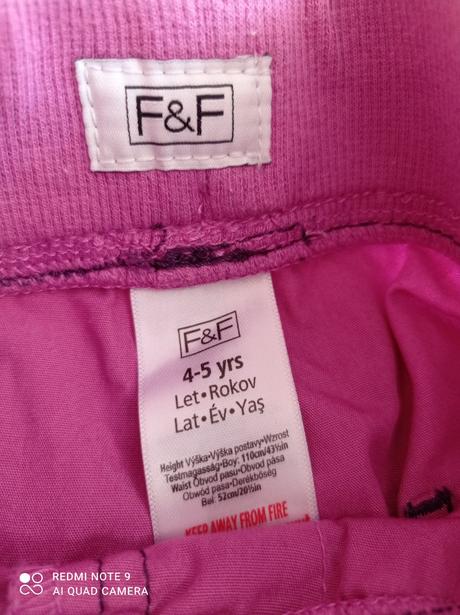 F&F
F&F
4-5 yrs
Let•Rokov
Lat•Év•Yaş
Height Výška•Výška postavy•Wzrost
Testmagasság•Boy: 110cm/43½in
Waist Obvod pasu•Obvod pása
Obwód pasa•Derékbőség
Bel: 52cm/20½in
KEEP AWAY FROM FIRE
REDMI NOTE 9
AI QUAD CAMERA